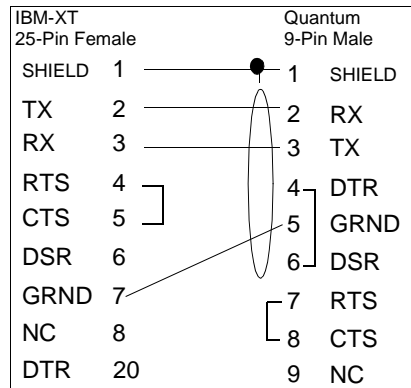 IBM-XT Quantum
25-Pin Female 9-Pin Male
SHIELD 1 1 SHIELD
TX 2 2 RX
RX 3 3 TX
RTS 4 4 DTR
CTS 5 5 GRND
DSR 6 6 DSR
GRND 7 7 RTS
NC 8 8 CTS
DTR 20 9 NC